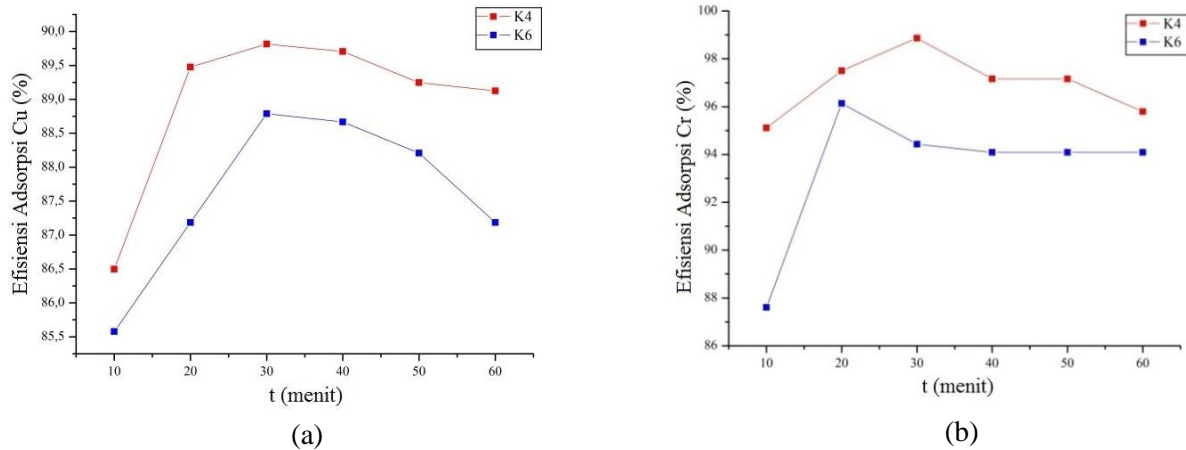 K4
K6
Efisiensi Adsorpsi Cu (%)
90,0
89,5
89,0
88,5
88,0
87,5
87,0
86,5
86,0
85,5
10 20 30 40 50 60
t (menit)
(a)
K4
K6
Efisiensi Adsorpsi Cr (%)
100
98
96
94
92
90
88
86
10 20 30 40 50 60
t (menit)
(b)